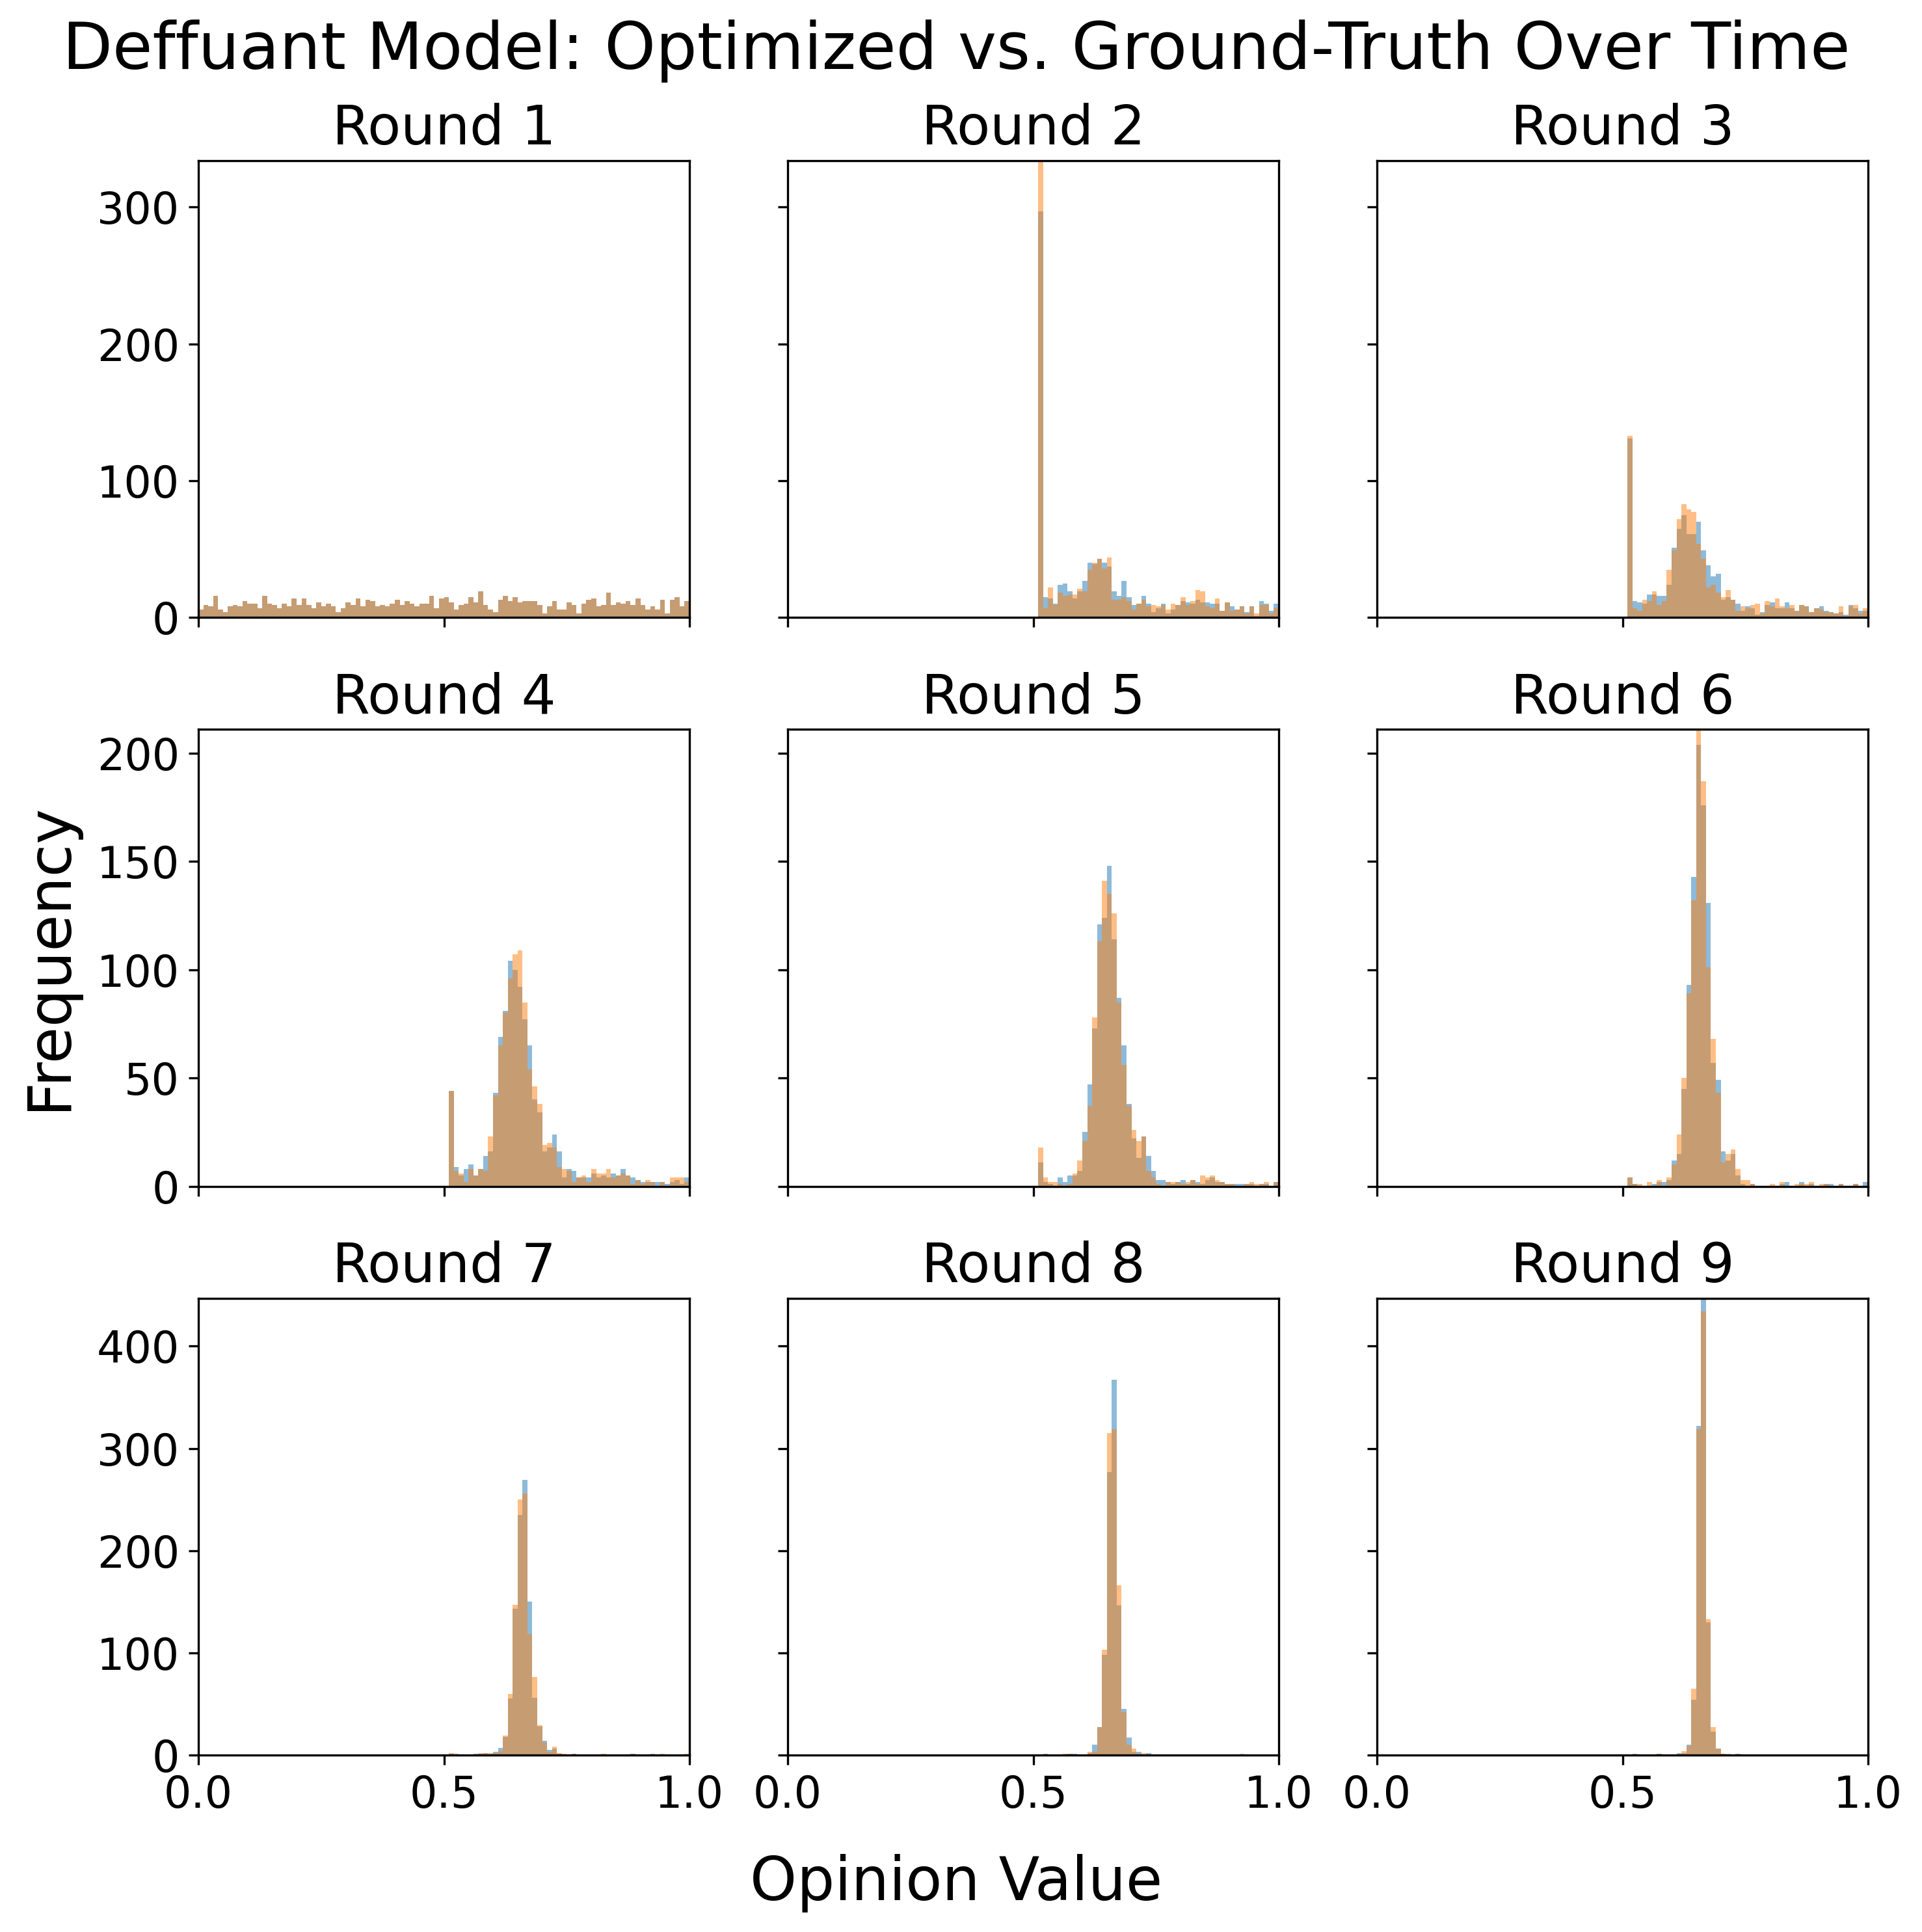 Deffuant Model: Optimized vs. Ground-Truth Over Time
Round 1
Round 2
Round 3
300
200
100
0
Round 4
Round 5
Round 6
200
150
100
50
0
Frequency
Round 7
Round 8
Round 9
400
300
200
100
0
0.0 0.5 1.0 0.0 0.5 1.0 0.0 0.5 1.0
Opinion Value